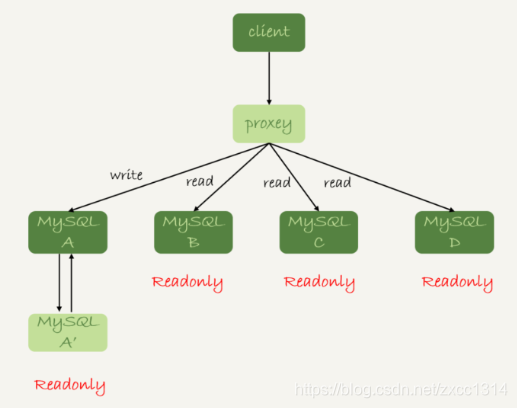 client
proxey
write
read
read
read
MySQL
A
MySQL
B
MySQL
C
MySQL
D
Readonly
Readonly
Readonly
MySQL
A'
Readonly
https://blog.csdn.net/zxcc1314